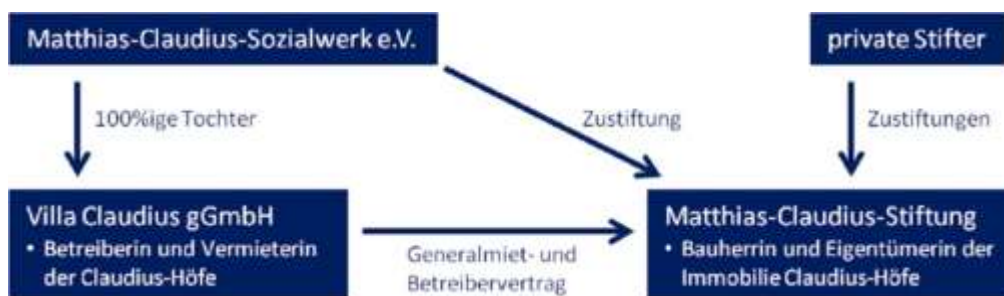 Matthias-Claudius-Sozialwerk e.V.
private Stifter
100%ige Tochter
Zustiftung
Zustiftungen
Villa Claudius gGmbH
• Betreiberin und Vermieterin
der Claudius-Höfe
Generalmiet- und
Betreibervertrag
Matthias-Claudius-Stiftung
• Bauherrin und Eigentümerin der
Immobilie Claudius-Höfe